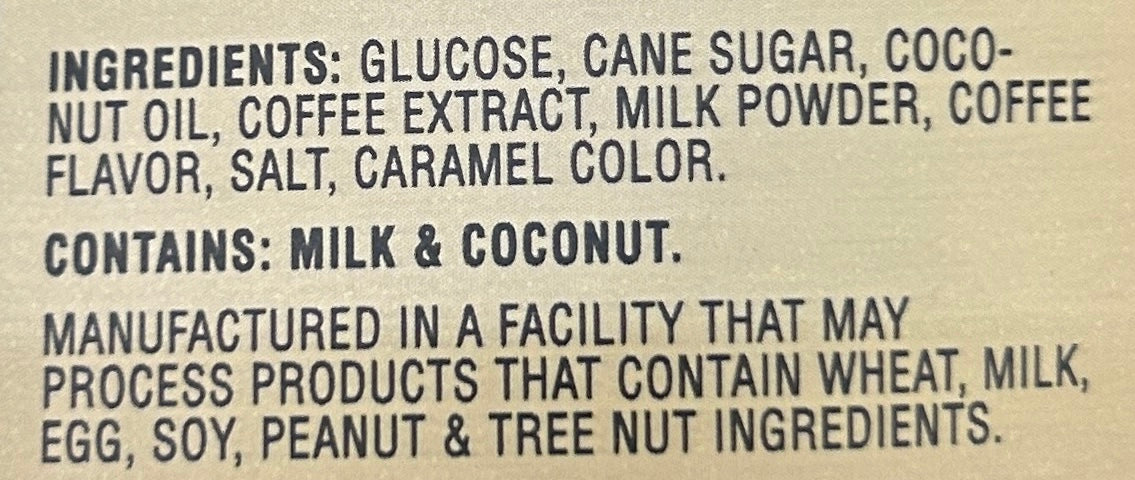 INGREDIENTS: GLUCOSE, CANE SUGAR, COCO-
NUT OIL, COFFEE EXTRACT, MILK POWDER, COFFEE
FLAVOR, SALT, CARAMEL COLOR.
CONTAINS: MILK & COCONUT.
MANUFACTURED IN A FACILITY THAT MAY
PROCESS PRODUCTS THAT CONTAIN WHEAT, MILK,
EGG, SOY, PEANUT & TREE NUT INGREDIENTS.